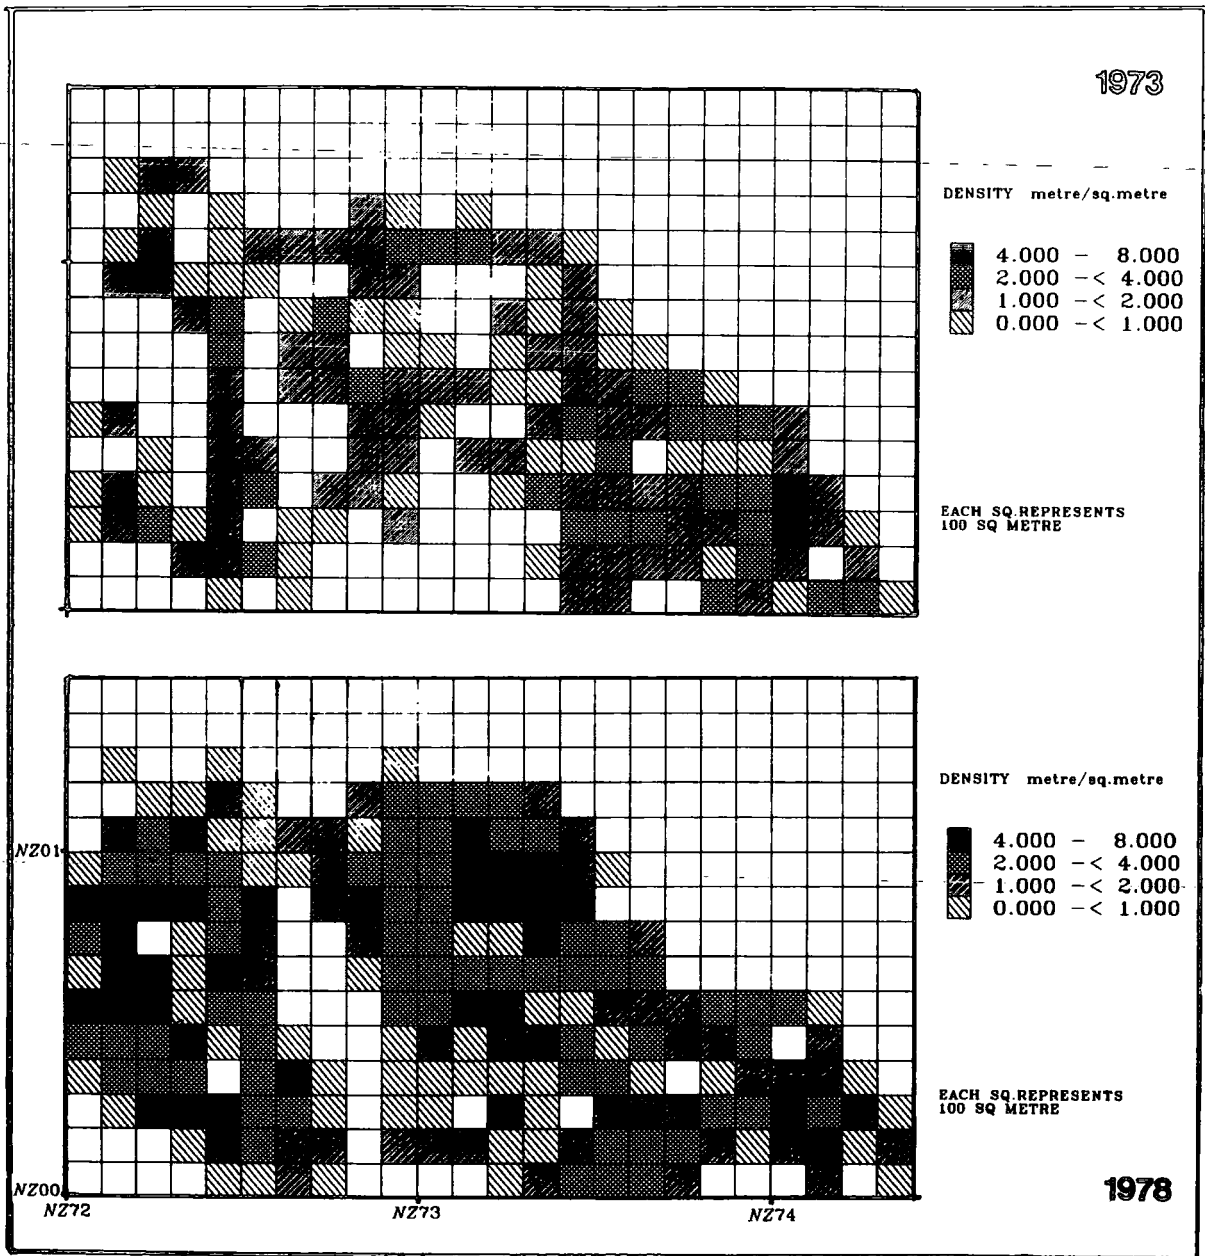 1973
DENSITY metre/sq.metre
4.000 - 8.000
2.000 -< 4.000
1.000 -< 2.000
0.000 -< 1.000
EACH SQ.REPRESENTS
100 SQ METRE
DENSITY metre/sq.metre
4.000 - 8.000
2.000 -< 4.000
1.000 -< 2.000
0.000 -< 1.000
NZ01
EACH SQ.REPRESENTS
100 SQ METRE
NZ00
1978
NZ72 NZ73 NZ74